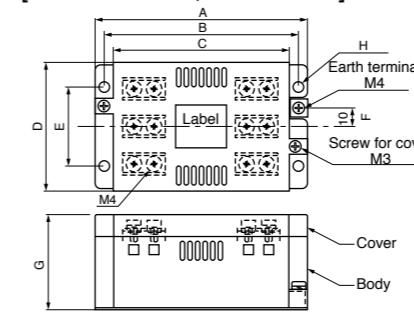 A
B
C
H
Earth termina
M4
D
E
Label
10
F
Screw for cov
M3
M4
G
Cover
Body